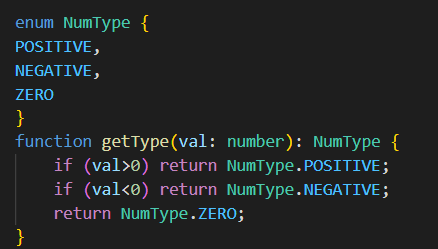 enum NumType {
POSITIVE,
NEGATIVE,
ZERO
}
function getType(val: number): NumType {
    if (val>0) return NumType.POSITIVE;
    if (val<0) return NumType.NEGATIVE;
    return NumType.ZERO;
}